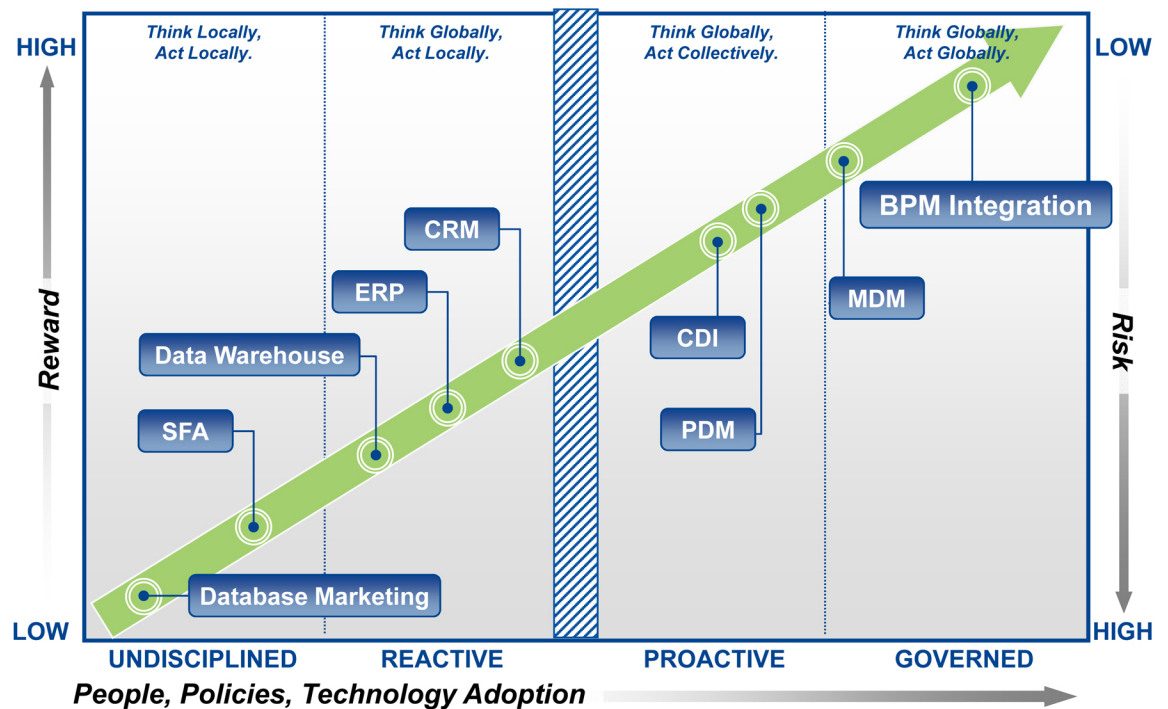 HIGH
Think Locally,
Act Locally.
Think Globally,
Act Locally.
Think Globally,
Act Collectively.
Think Globally,
Act Globally.
LOW
BPM Integration
CRM
ERP
MDM
Data Warehouse
CDI
SFA
PDM
Database Marketing
Reward
Risk
LOW
HIGH
UNDISCIPLINED
REACTIVE
PROACTIVE
GOVERNED
People, Policies, Technology Adoption